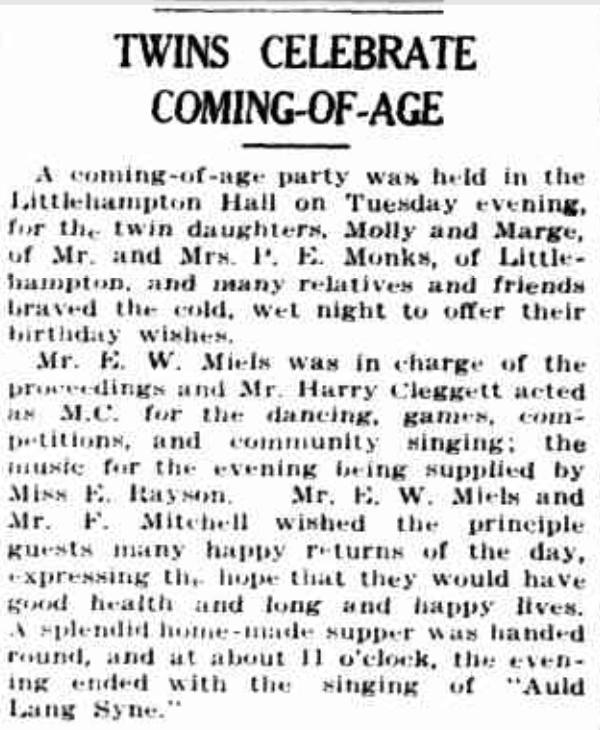 TWINS CELEBRATE
COMING-OF-AGE
A coming-of-age party was held in the
Littlehampton Hall on Tuesday evening,
for the twin daughters, Molly and Marge,
of Mr. and Mrs. P. E. Monks, of Little-
hampton, and many relatives and friends
braved the cold, wet night to offer their
birthday wishes.
Mr. E. W. Miels was in charge of the
proceedings and Mr. Harry Cleggett acted
as M.C. for the dancing, games, com-
petitions, and community singing; the
music for the evening being supplied by
Miss E. Rayson. Mr. E. W. Miels and
Mr. F. Mitchell wished the principle
guests many happy returns of the day,
expressing the hope that they would have
good health and long and happy lives.
A splendid home-made supper was handed
round, and at about 11 o'clock, the even-
ing ended with the singing of "Auld
Lang Syne."